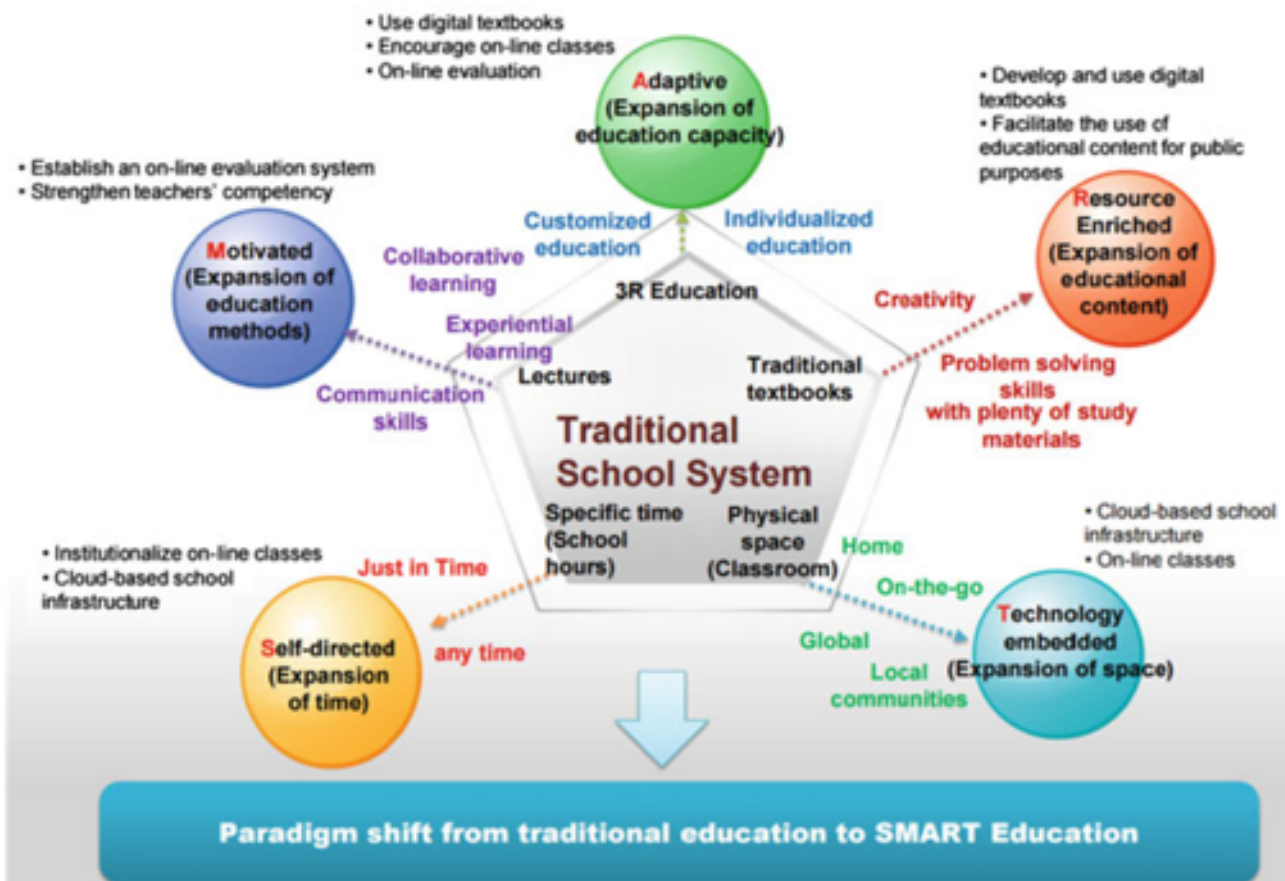 • Use digital textbooks
• Encourage on-line classes
• On-line evaluation
Adaptive
(Expansion of
education capacity)
• Develop and use digital
textbooks
• Facilitate the use of
educational content for public
purposes
• Establish an on-line evaluation system
• Strengthen teachers' competency
Resource
Enriched
(Expansion of
educational
content)
Motivated
(Expansion of
education
methods)
Customized
education
Individualized
education
Collaborative
learning
3R Education
Creativity
Experiential
learning
Lectures
Traditional
textbooks
Problem solving
skills
with plenty of study
materials
Communication
skills
Traditional
School System
Specific time
(School
hours)
Physical
space
(Classroom)
• Cloud-based school
infrastructure
• On-line classes
• Institutionalize on-line classes
• Cloud-based school
infrastructure
Just in Time
any time
Home
On-the-go
Global
Local
communities
Self-directed
(Expansion
of time)
Technology
embedded
(Expansion of space)
Paradigm shift from traditional education to SMART Education